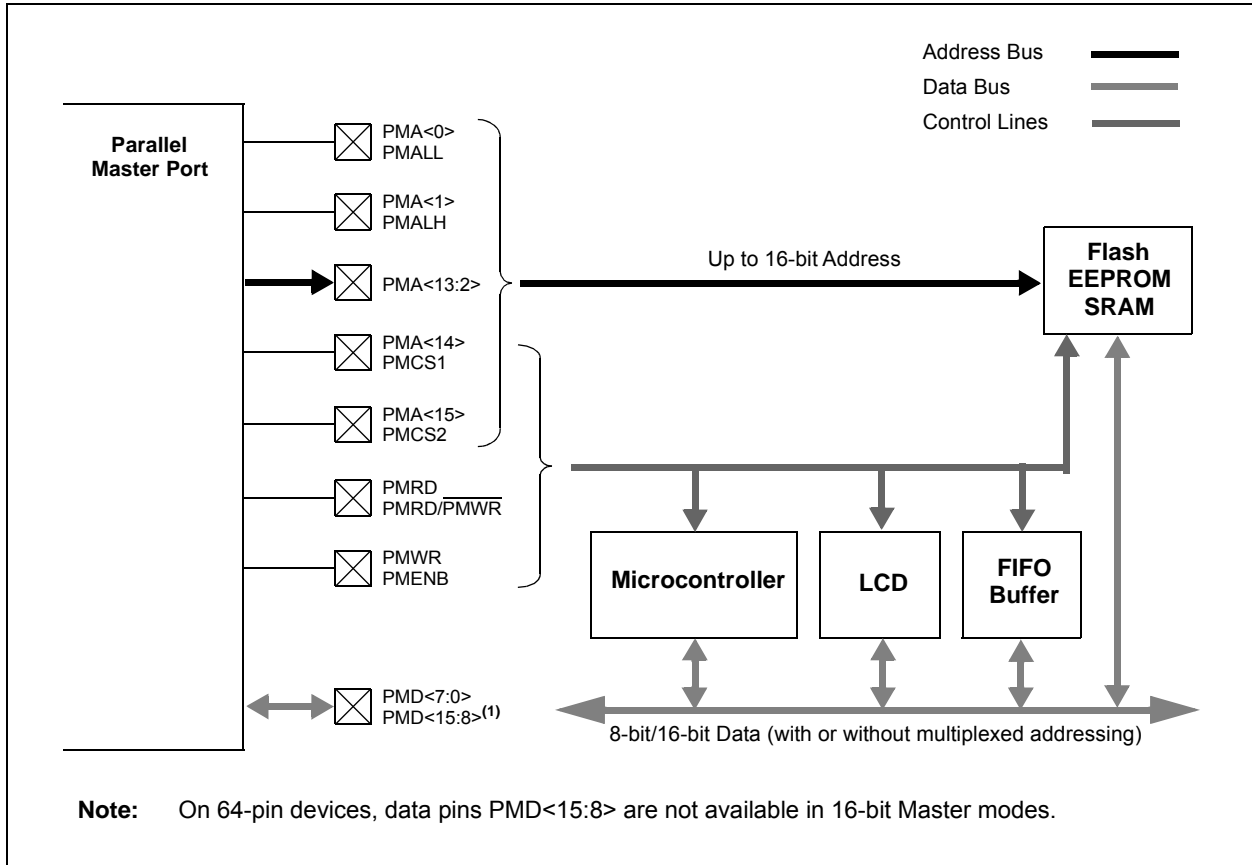 Address Bus
Data Bus
Control Lines
Parallel
Master Port
PMA<0>
PMALL
PMA<1>
PMALH
PMA<13:2>
PMA<14>
PMCS1
PMA<15>
PMCS2
PMRD
PMRD/PMWR
PMWR
PMENB
PMD<7:0>
PMD<15:8>(1)
Up to 16-bit Address
Flash
EEPROM
SRAM
Microcontroller
LCD
FIFO
Buffer
8-bit/16-bit Data (with or without multiplexed addressing)
Note: On 64-pin devices, data pins PMD<15:8> are not available in 16-bit Master modes.